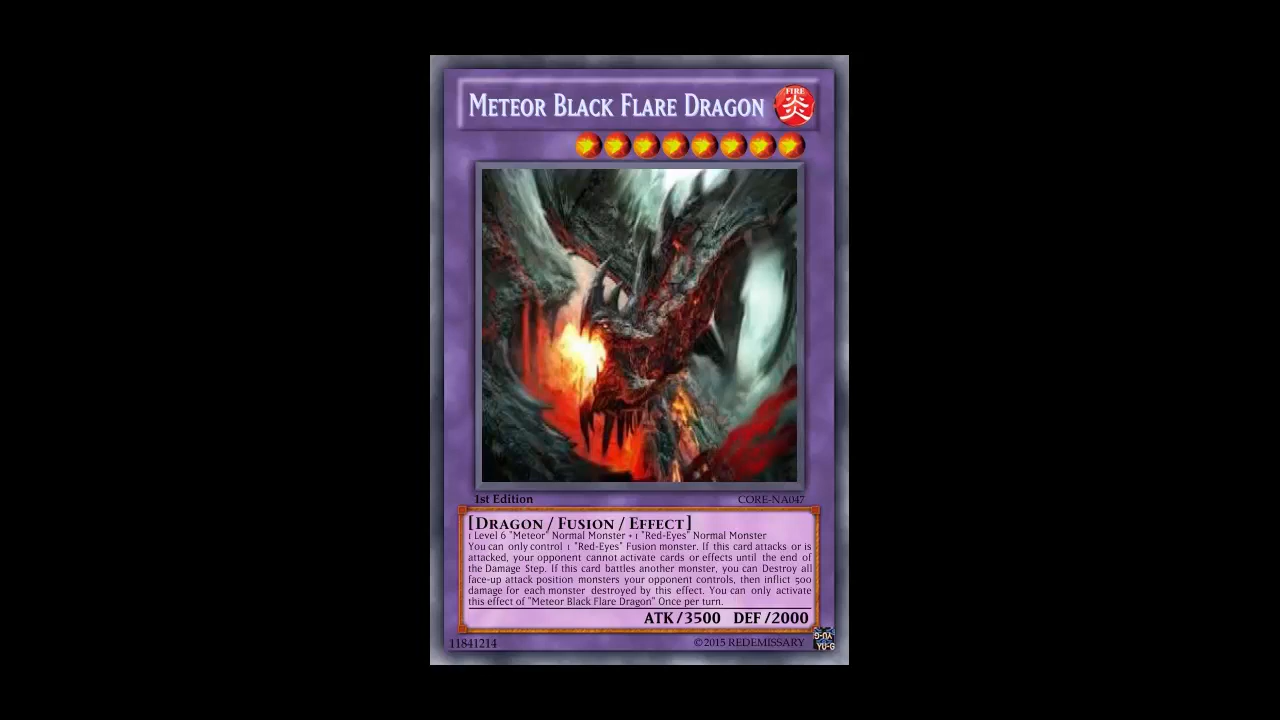 METEOR BLACK FLARE DRAGON
FIRE
炎
1st Edition
CORE-NA047
[DRAGON / FUSION / EFFECT]
1 Level 6 "Meteor" Normal Monster + 1 "Red-Eyes" Normal Monster
You can only control 1 "Red-Eyes" Fusion monster. If this card attacks or is
attacked, your opponent cannot activate cards or effects until the end of
the Damage Step. If this card battles another monster, you can Destroy all
face-up attack position monsters your opponent controls, then inflict 500
damage for each monster destroyed by this effect. You can only activate
this effect of "Meteor Black Flare Dragon" Once per turn.
ATK/3500 DEF/2000
11841214
©2015 REDEMISSARY
YU-G